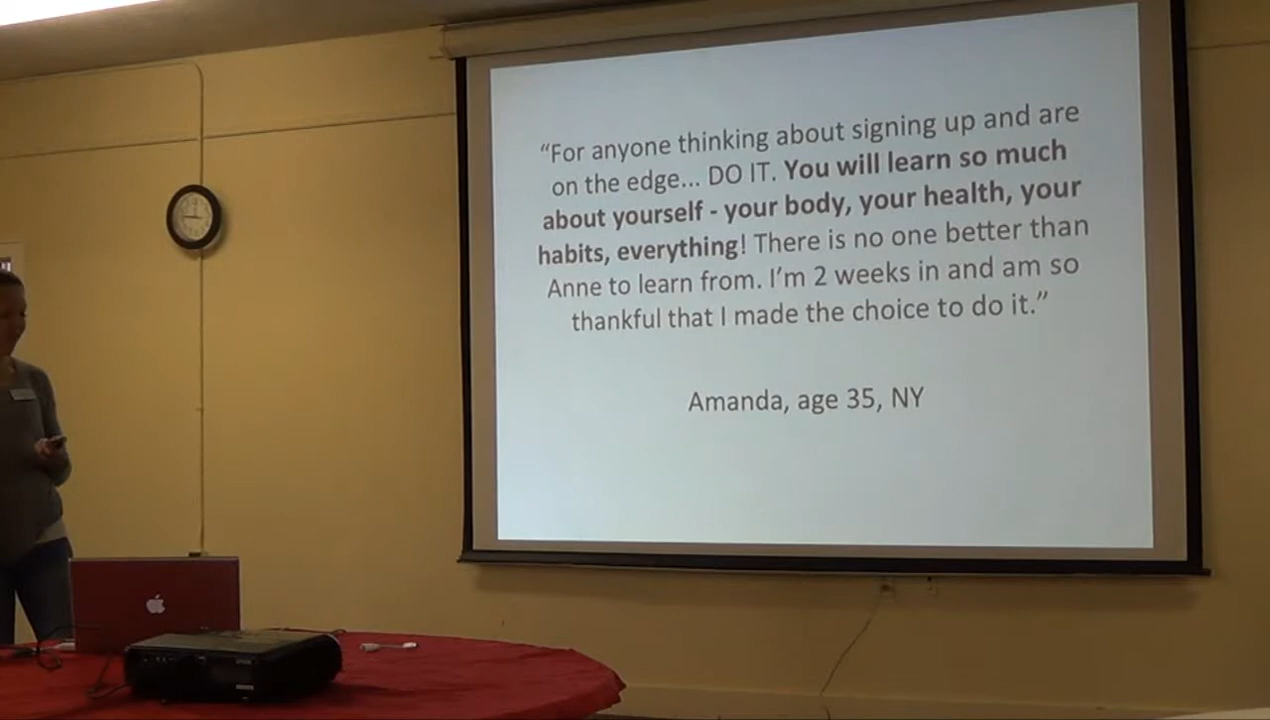 “For anyone thinking about signing up and are
on the edge... DO IT. You will learn so much
about yourself - your body, your health, your
habits, everything! There is no one better than
Anne to learn from. I’m 2 weeks in and am so
thankful that I made the choice to do it.”
Amanda, age 35, NY